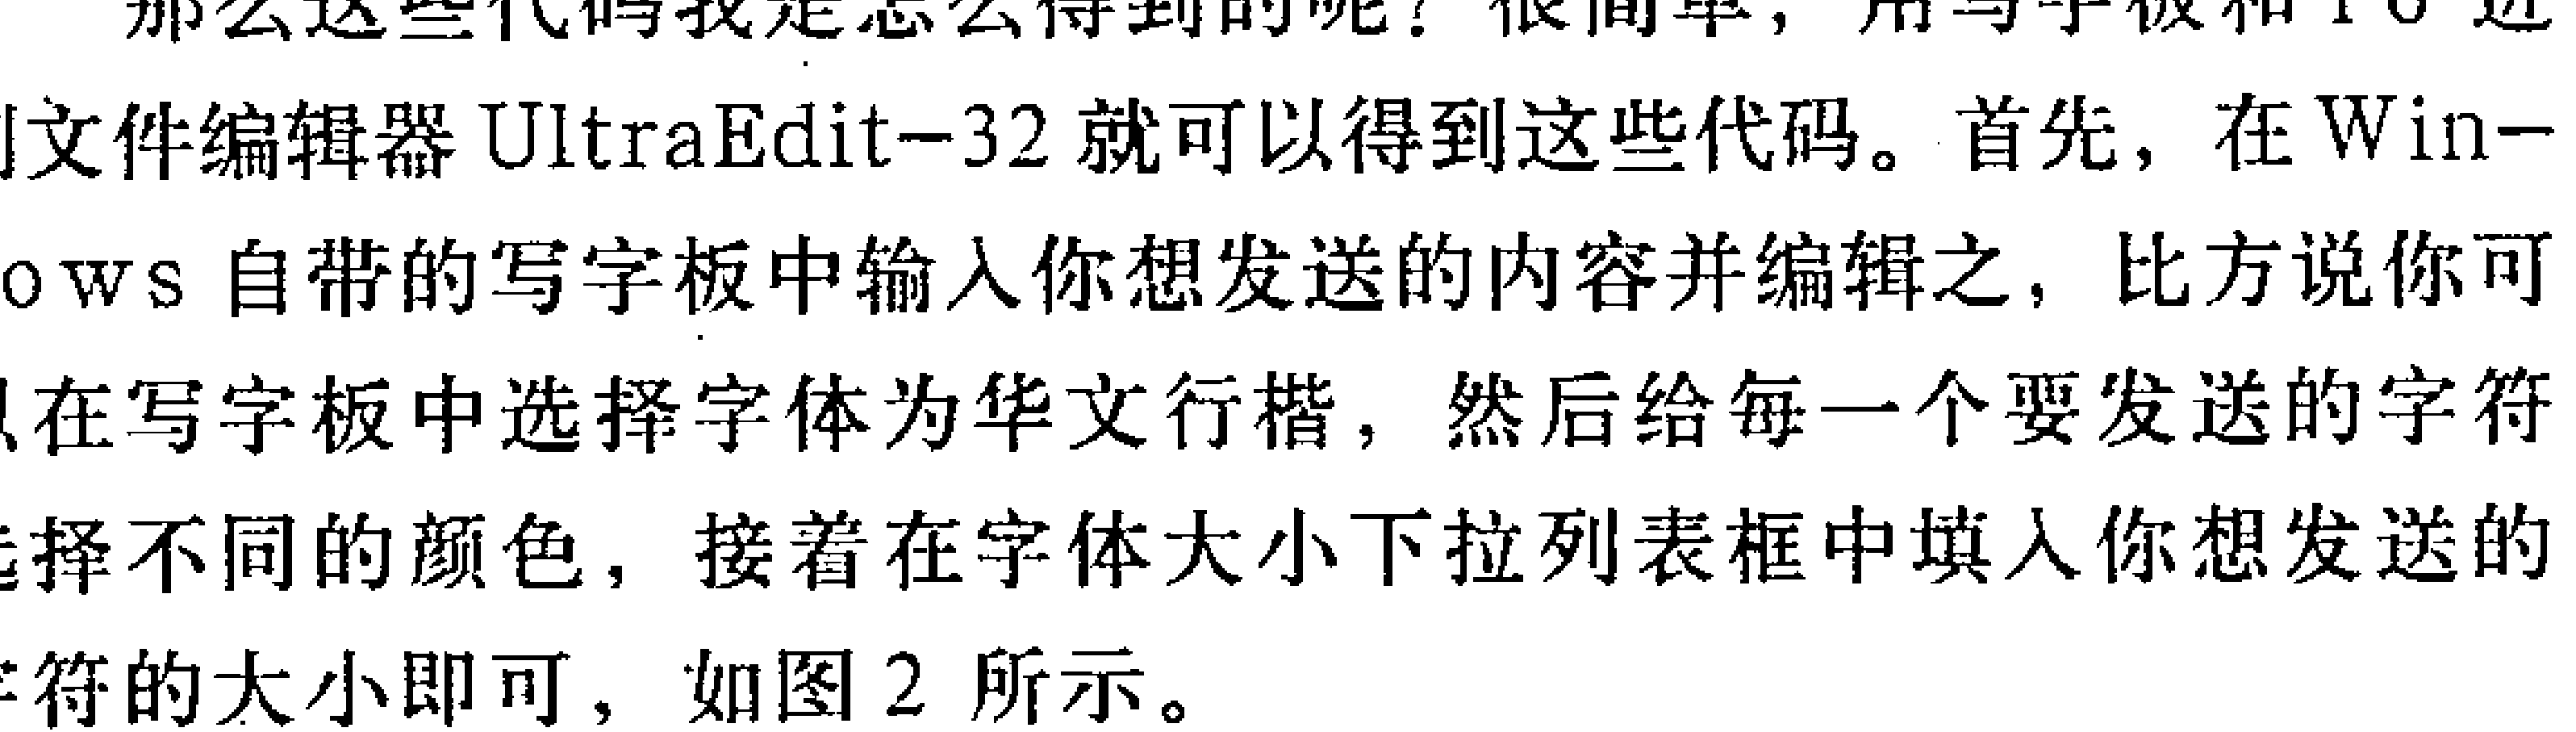 那么这些代码我是怎么得到的呢？很简单，用写字板和16进
制文件编辑器 UltraEdit-32 就可以得到这些代码。首先，在 Win-
ows 自带的写字板中输入你想发送的内容并编辑之，比方说你可
以在写字板中选择字体为华文行楷，然后给每一个要发送的字符
选择不同的颜色，接着在字体大小下拉列表框中填入你想发送的
字符的大小即可，如图 2 所示。